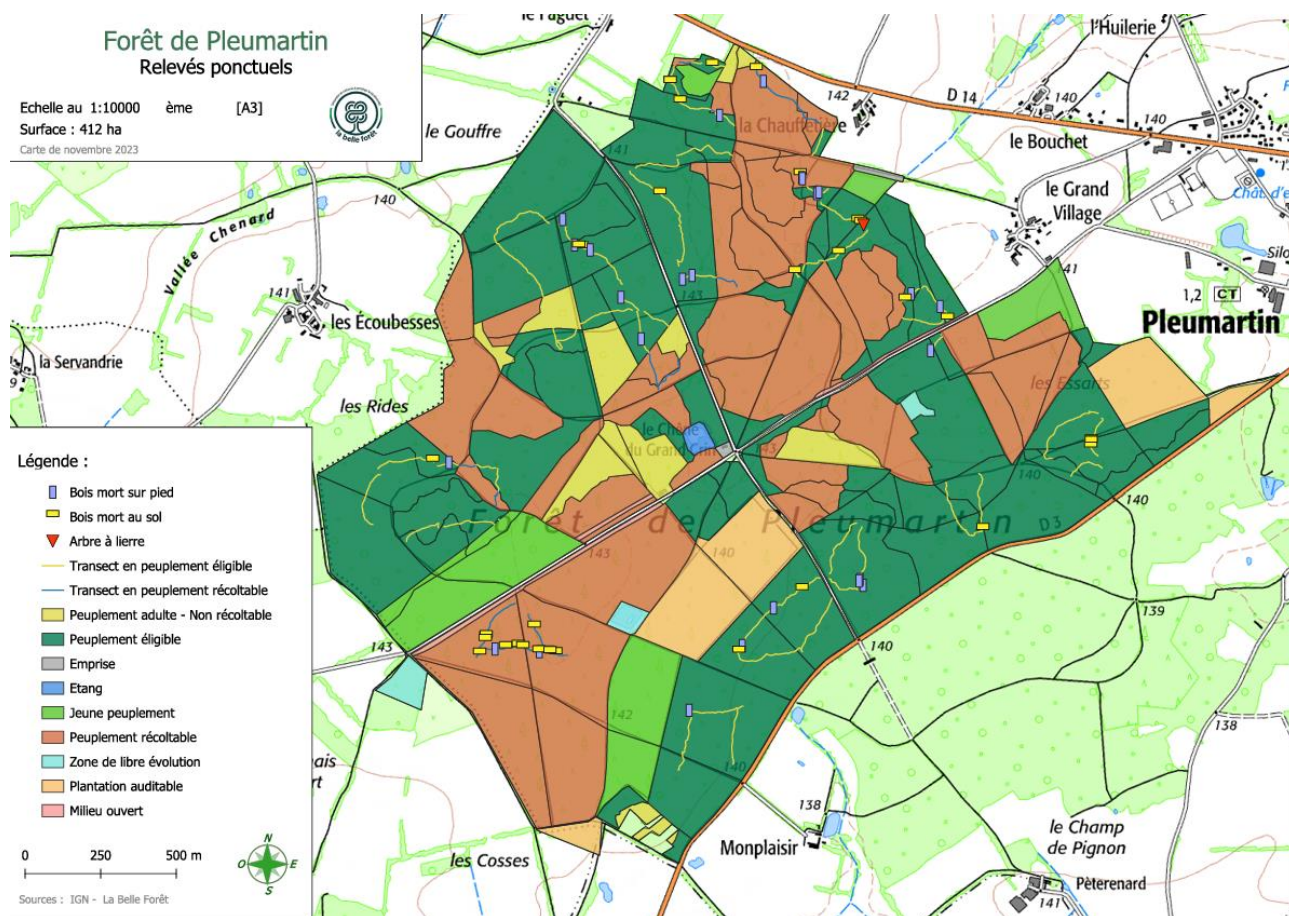 Forêt de Pleumartin
Relevés ponctuels
Echelle au 1:10000 ème [A3]
Surface : 412 ha
Carte de novembre 2023
la belle forêt
le Gouffre
l'Huilerie
D 14
142
140
140
le Bouchet
la Chauffetière
141
le Grand
Village
Chât. d'e
Silo
141
1,2 CT
Pleumartin
Vallée Chenard
140
141
les Écoubesses
la Servandrie
les Rides
143
les Essarts
le Chêne
du Grand Crin
143
140
140
Forêt de Pleumartin
D 3
143
140
139
143
140
142
140
138
138
Monplaisir
les Cosses
le Champ
de Pignon
Pèterenard
141
Légende :
Bois mort sur pied
Bois mort au sol
Arbre à lierre
Transect en peuplement éligible
Transect en peuplement récoltable
Peuplement adulte - Non récoltable
Peuplement éligible
Emprise
Etang
Jeune peuplement
Peuplement récoltable
Zone de libre évolution
Plantation auditable
Milieu ouvert
0 250 500 m
N
O E
S
Sources : IGN - La Belle Forêt